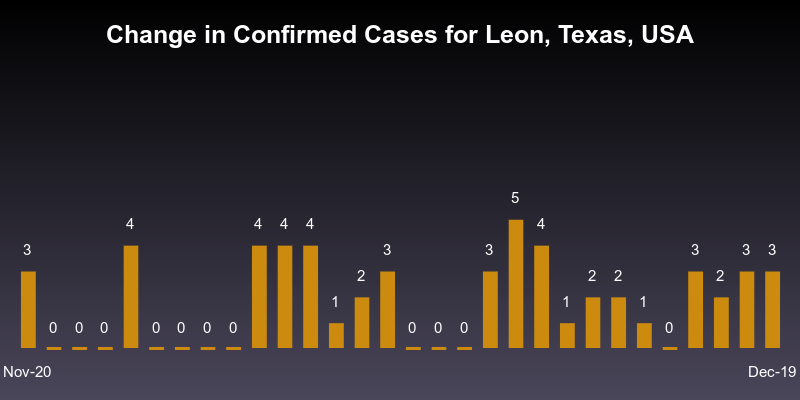 Change in Confirmed Cases for Leon, Texas, USA
3 0 0 0 4 0 0 0 0 4 4 4 1 2 3 0 0 0 3 5 4 1 2 2 1 0 3 2 3 3
Nov-20 Dec-19